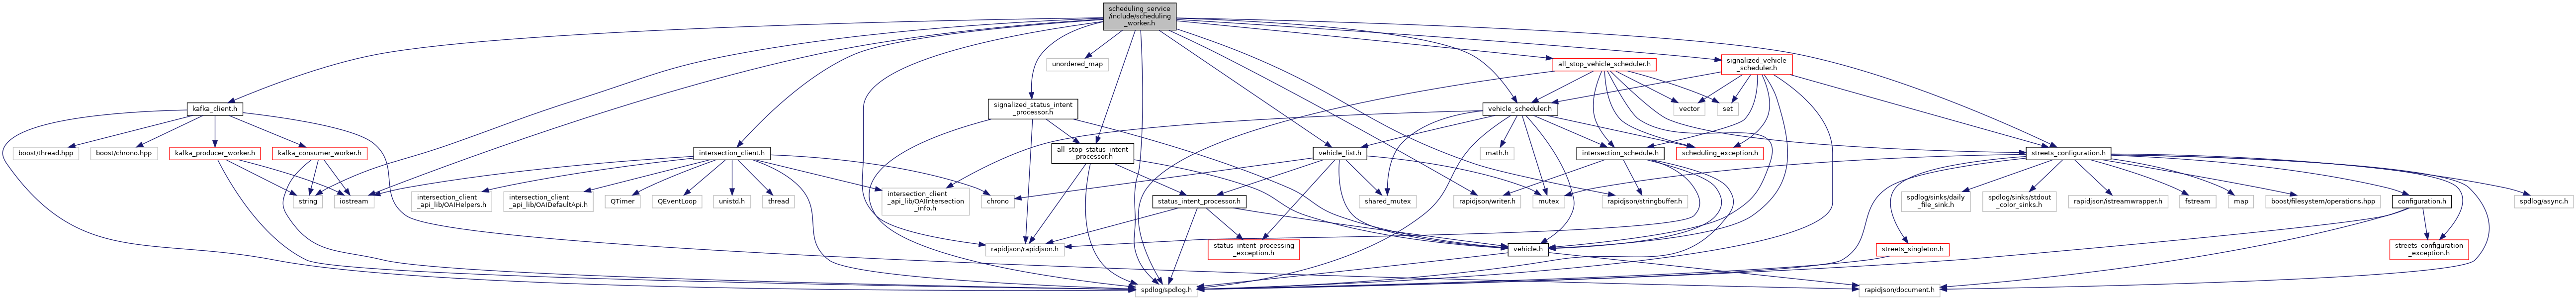 scheduling_service
/include/scheduling
_worker.h
unordered_map
all_stop_vehicle_scheduler.h
signalized_vehicle
_scheduler.h
kafka_client.h
signalized_status_intent
_processor.h
vehicle_scheduler.h
vector
set
boost/thread.hpp
boost/chrono.hpp
kafka_producer_worker.h
kafka_consumer_worker.h
intersection_client.h
all_stop_status_intent
_processor.h
vehicle_list.h
math.h
intersection_schedule.h
scheduling_exception.h
streets_configuration.h
string
iostream
intersection_client
_api_lib/OAIHelpers.h
intersection_client
_api_lib/OAIDefaultApi.h
QTimer
QEventLoop
unistd.h
thread
intersection_client
_api_lib/OAIIntersection
_info.h
chrono
status_intent_processor.h
shared_mutex
rapidjson/writer.h
mutex
rapidjson/stringbuffer.h
spdlog/sinks/daily
_file_sink.h
spdlog/sinks/stdout
_color_sinks.h
rapidjson/istreamwrapper.h
fstream
map
boost/filesystem/operations.hpp
configuration.h
spdlog/async.h
rapidjson/rapidjson.h
status_intent_processing
_exception.h
vehicle.h
streets_singleton.h
streets_configuration
_exception.h
spdlog/spdlog.h
rapidjson/document.h